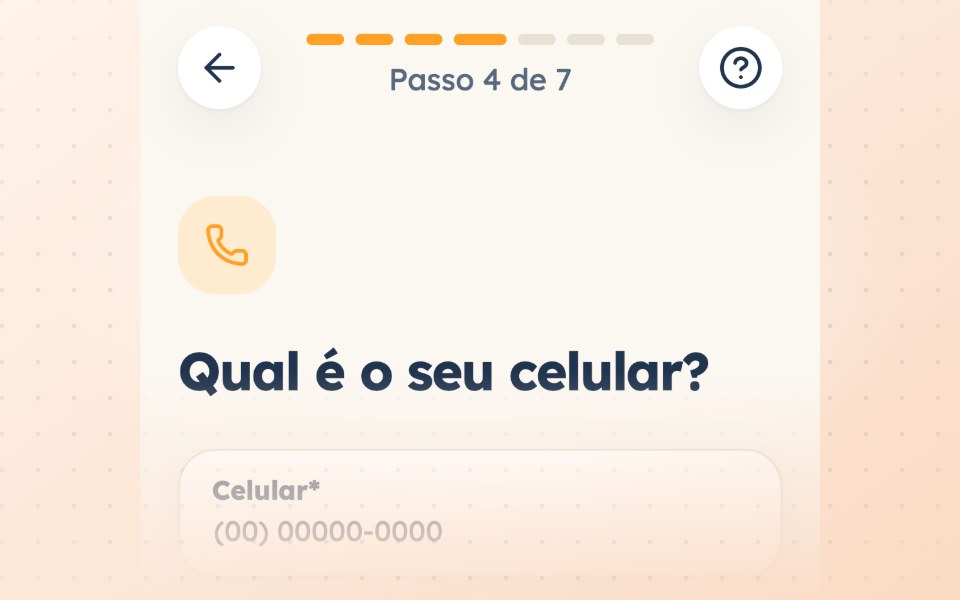 Passo 4 de 7
Qual é o seu celular?
Celular*
(00) 00000-0000